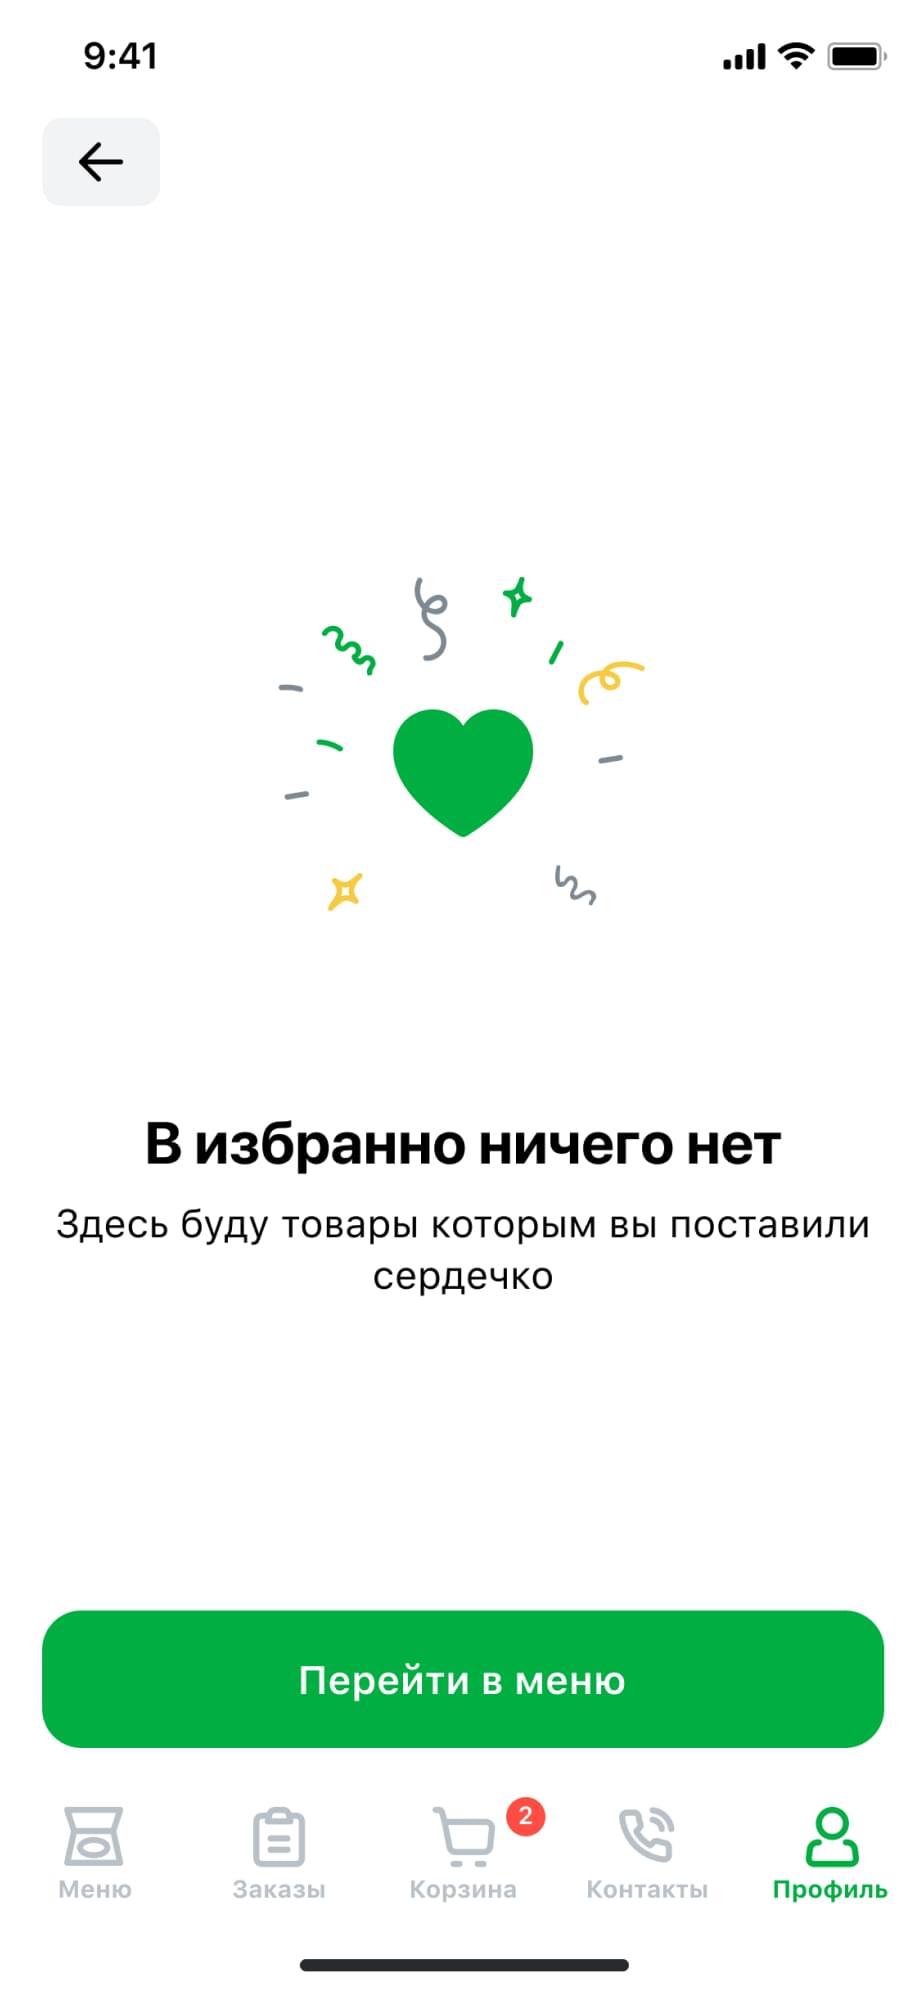 9:41
В избранно ничего нет
Здесь буду товары которым вы поставили
сердечко
Перейти в меню
2
Меню
Заказы
Корзина
Контакты
Профиль